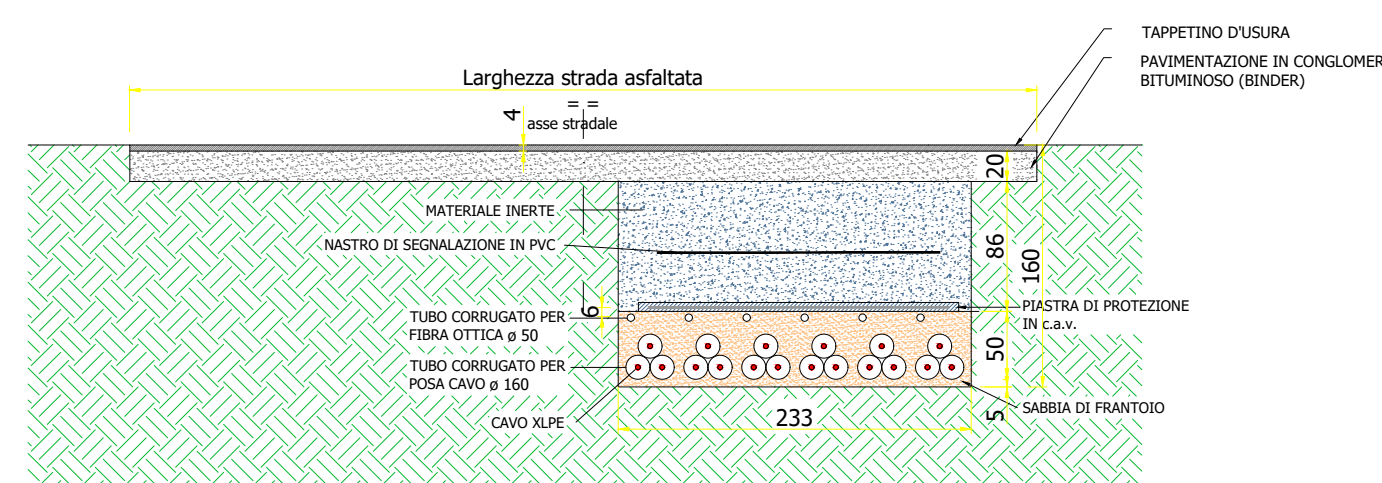 TAPPETINO D'USURA
PAVIMENTAZIONE IN CONGLOMER
BITUMINOSO (BINDER)
Larghezza strada asfaltata
= =
4
asse stradale
20
MATERIALE INERTE
NASTRO DI SEGNALAZIONE IN PVC
86
160
6
TUBO CORRUGATO PER
FIBRA OTTICA ø 50
PIASTRA DI PROTEZIONE
IN c.a.v.
50
TUBO CORRUGATO PER
POSA CAVO ø 160
CAVO XLPE
233
5
SABBIA DI FRANTOIO